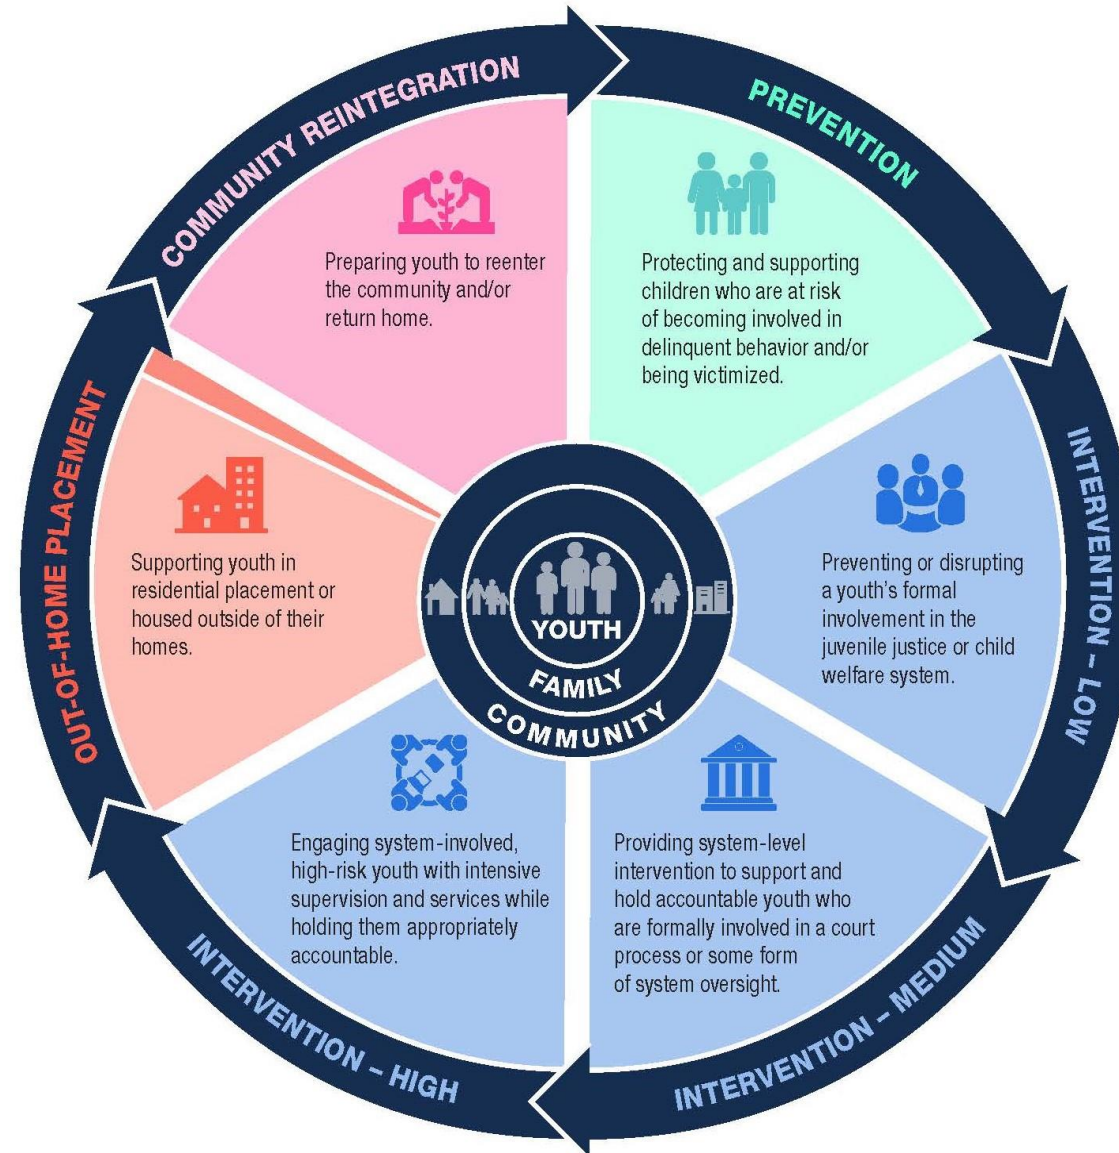 PREVENTION
Protecting and supporting
children who are at risk
of becoming involved in
delinquent behavior and/or
being victimized.
INTERVENTION – LOW
Preventing or disrupting
a youth’s formal
involvement in the
juvenile justice or child
welfare system.
INTERVENTION – MEDIUM
Providing system-level
intervention to support and
hold accountable youth who
are formally involved in a court
process or some form
of system oversight.
INTERVENTION – HIGH
Engaging system-involved,
high-risk youth with intensive
supervision and services while
holding them appropriately
accountable.
OUT-OF-HOME PLACEMENT
Supporting youth in
residential placement or
housed outside of their
homes.
COMMUNITY REINTEGRATION
Preparing youth to reenter
the community and/or
return home.
YOUTH
FAMILY
COMMUNITY